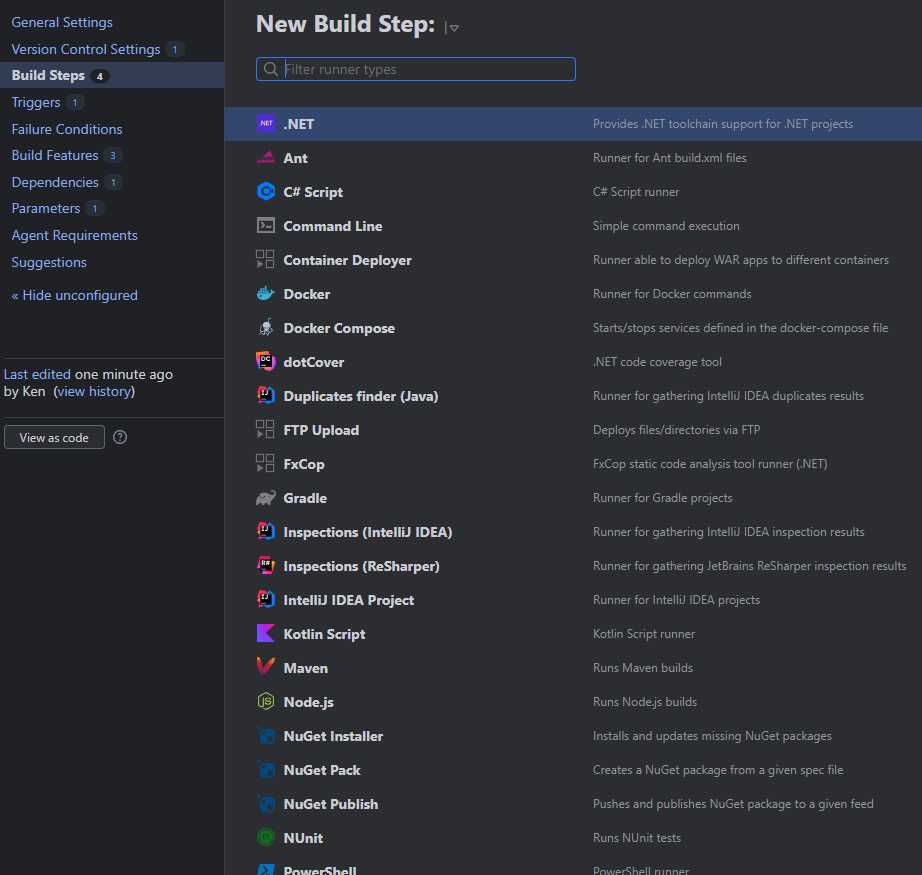 General Settings
Version Control Settings 1
Build Steps 4
Triggers 1
Failure Conditions
Build Features 3
Dependencies 1
Parameters 1
Agent Requirements
Suggestions
« Hide unconfigured
Last edited one minute ago
by Ken (view history)
View as code ?
New Build Step:
Filter runner types
NET .NET Provides .NET toolchain support for .NET projects
Ant Runner for Ant build.xml files
C# Script C# Script runner
Command Line Simple command execution
Container Deployer Runner able to deploy WAR apps to different containers
Docker Runner for Docker commands
Docker Compose Starts/stops services defined in the docker-compose file
DC dotCover .NET code coverage tool
IJ Duplicates finder (Java) Runner for gathering IntelliJ IDEA duplicates results
FTP Upload Deploys files/directories via FTP
FxCop FxCop static code analysis tool runner (.NET)
Gradle Runner for Gradle projects
IJ Inspections (IntelliJ IDEA) Runner for gathering IntelliJ IDEA inspection results
R# Inspections (ReSharper) Runner for gathering JetBrains ReSharper inspection results
IJ IntelliJ IDEA Project Runner for IntelliJ IDEA projects
Kotlin Script Kotlin Script runner
Maven Runs Maven builds
JS Node.js Runs Node.js builds
NuGet Installer Installs and updates missing NuGet packages
NuGet Pack Creates a NuGet package from a given spec file
NuGet Publish Pushes and publishes NuGet package to a given feed
NUnit Runs NUnit tests
PowerShell PowerShell runner